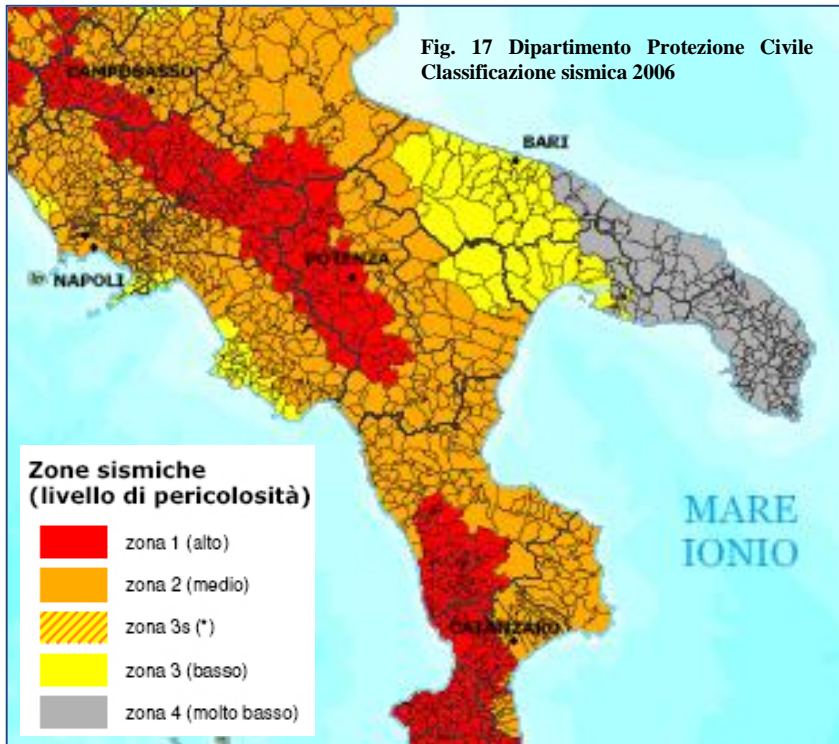 Fig. 17 Dipartimento Protezione Civile
Classificazione sismica 2006
CAMPOBASSO
BARI
POTENZA
NAPOLI
Zone sismiche
(livello di pericolosità)
zona 1 (alto)
zona 2 (medio)
zona 3s (*)
zona 3 (basso)
zona 4 (molto basso)
MARE
IONIO
CATANZARO